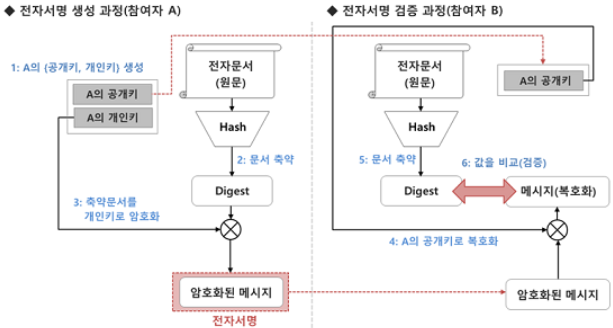 ◆ 전자서명 생성 과정(참여자 A)
1: A의 (공개키, 개인키) 생성
A의 공개키
A의 개인키
전자문서
(원문)
Hash
2: 문서 축약
Digest
3: 축약문서를
개인키로 암호화
암호화된 메시지
전자서명
◆ 전자서명 검증 과정(참여자 B)
전자문서
(원문)
A의 공개키
Hash
5: 문서 축약
6: 값을 비교(검증)
Digest
메시지(복호화)
4: A의 공개키로 복호화
암호화된 메시지